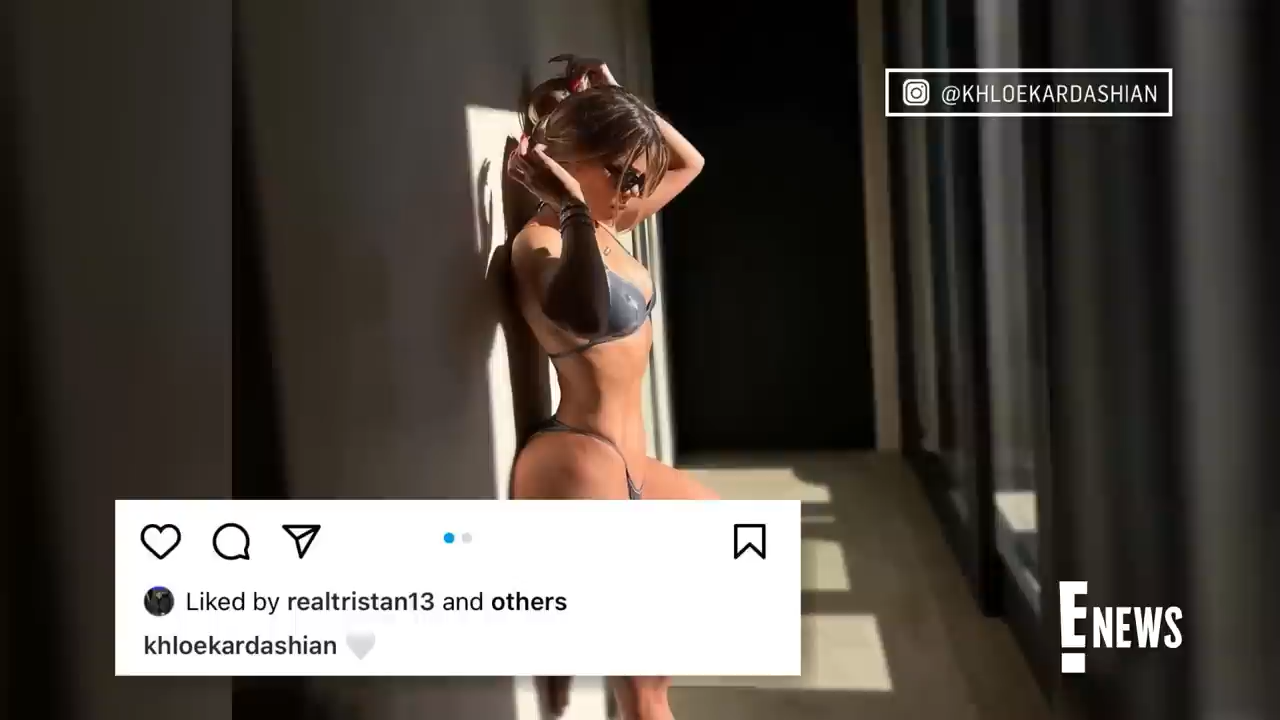 @KHLOEKARDASHIAN
Liked by realtristan13 and others
khloekardashian 🤍
E NEWS